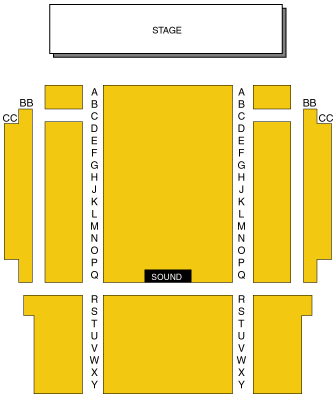 STAGE
A A
BB B B BB
CC C C CC
D D
E E
F F
G G
H H
J J
K K
L L
M M
N N
O O
P P
Q SOUND Q
R R
S S
T T
U U
V V
W W
X X
Y Y